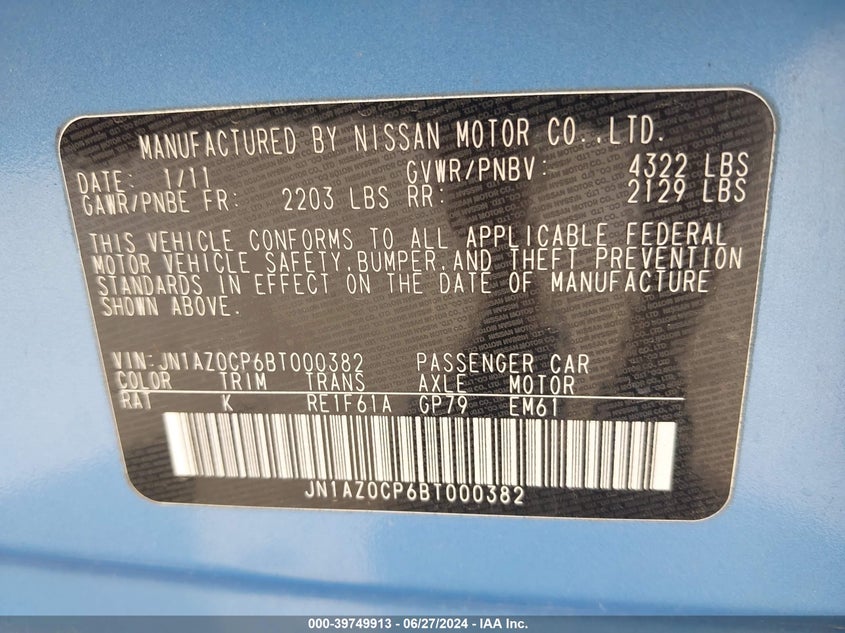 MANUFACTURED BY NISSAN MOTOR CO.,LTD.
DATE: 1/11 GVWR/PNBV: 4322 LBS
GAWR/PNBE FR: 2203 LBS RR: 2129 LBS
THIS VEHICLE CONFORMS TO ALL APPLICABLE FEDERAL
MOTOR VEHICLE SAFETY,BUMPER,AND THEFT PREVENTION
STANDARDS IN EFFECT ON THE DATE OF MANUFACTURE
SHOWN ABOVE.
VIN:JN1AZ0CP6BT000382 PASSENGER CAR
COLOR TRIM TRANS AXLE MOTOR
RAT K RE1F61A GP79 EM61
JN1AZ0CP6BT000382
000-39749913 - 06/27/2024 - IAA Inc.